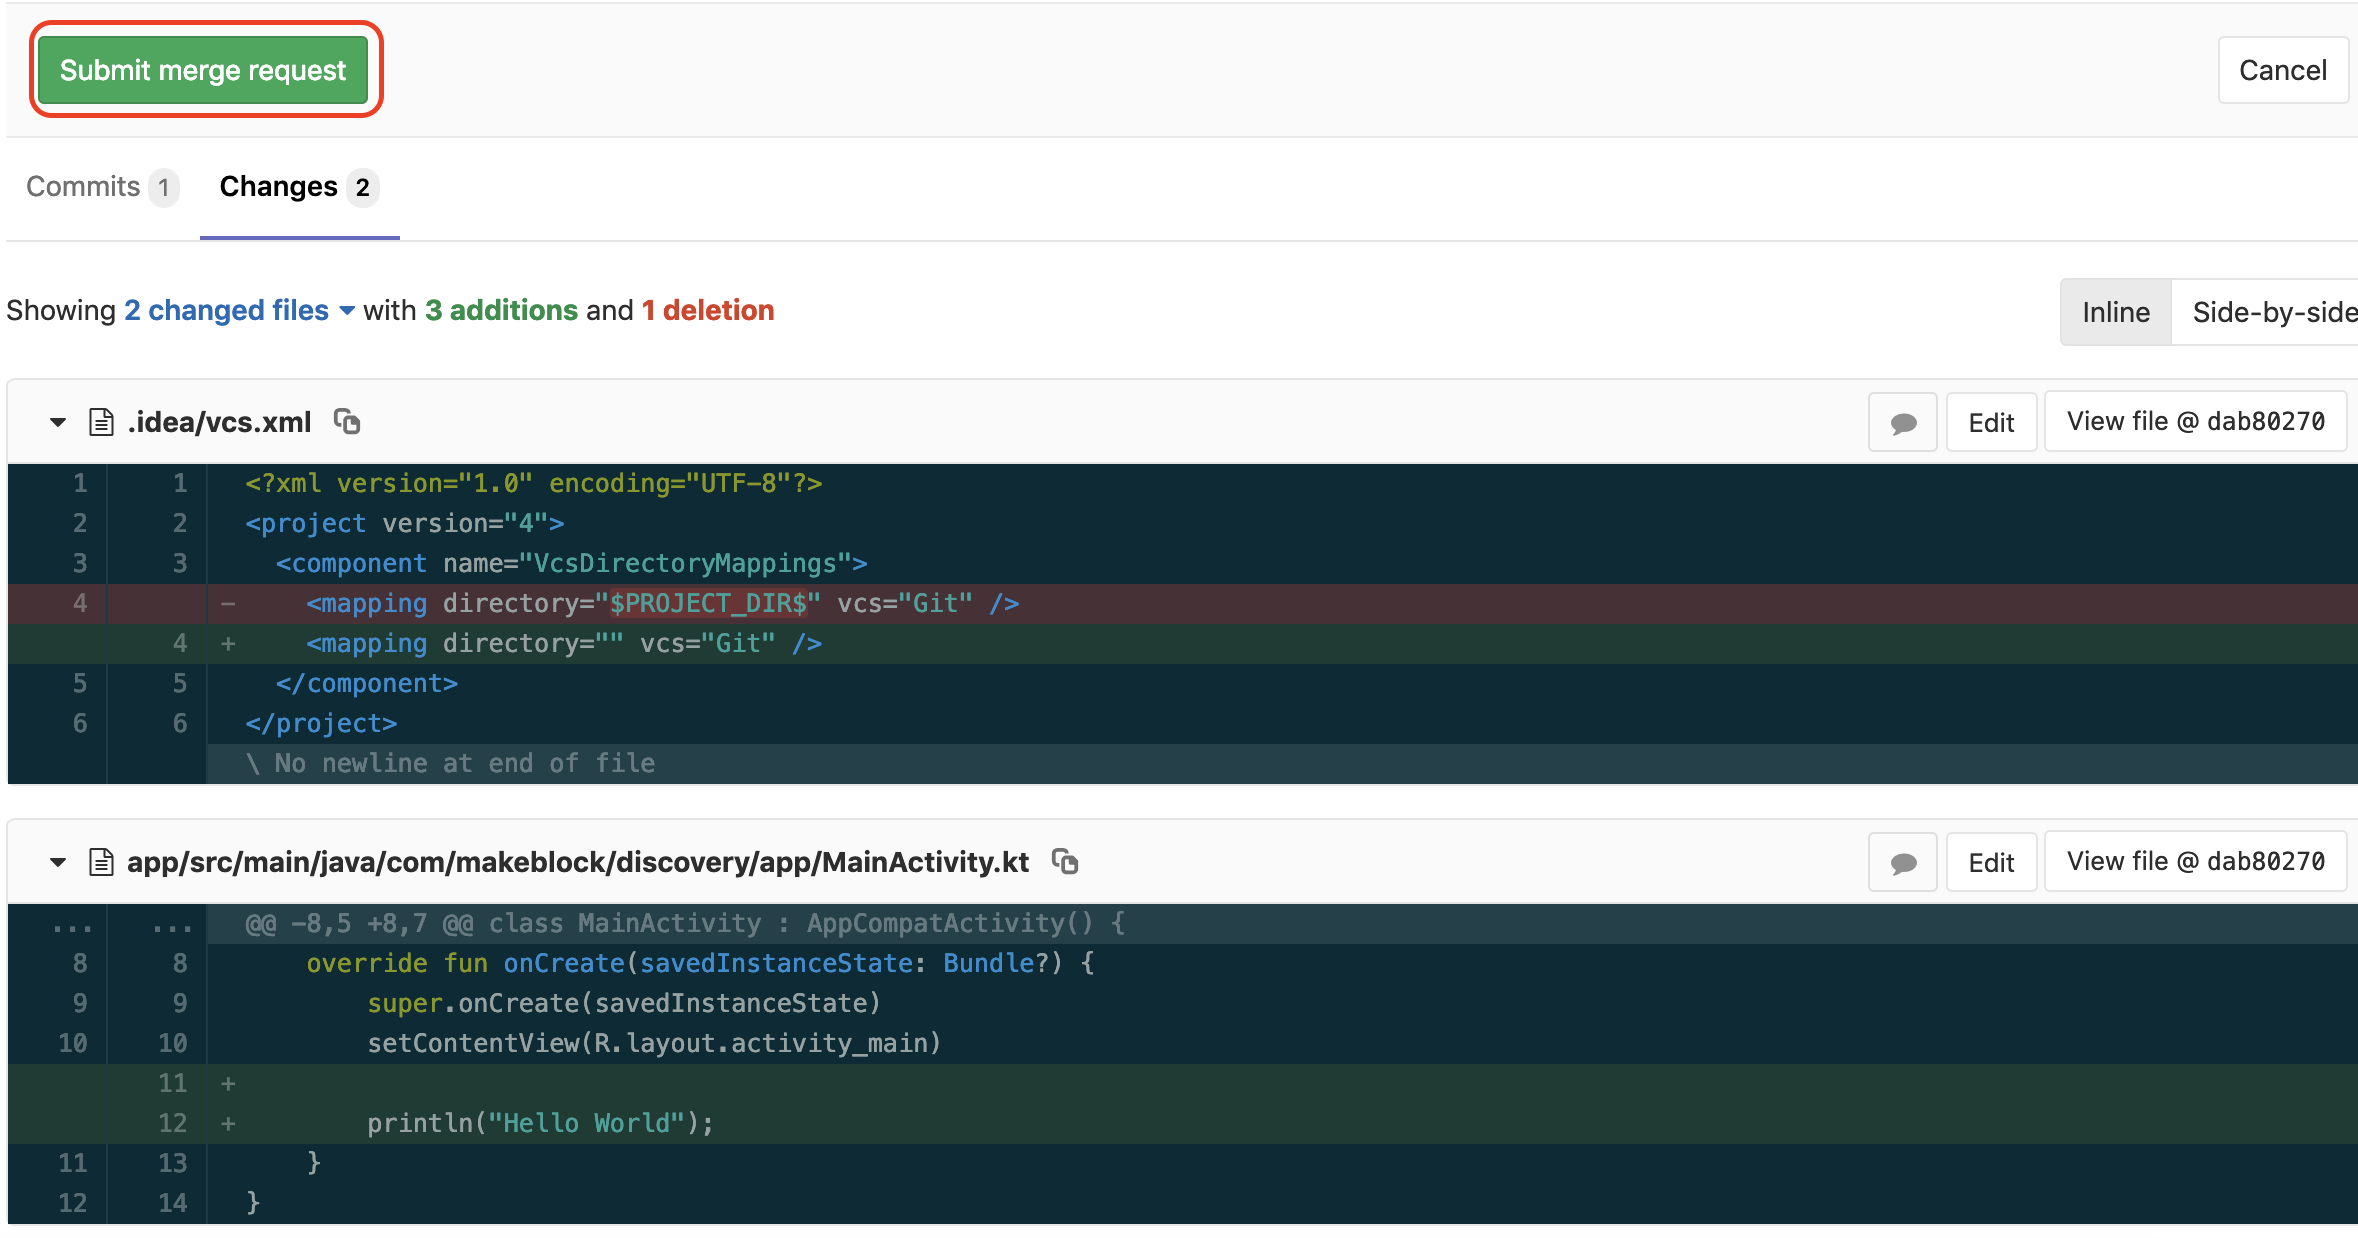 Submit merge request Cancel
Commits 1 Changes 2
Showing 2 changed files with 3 additions and 1 deletion Inline Side-by-side
.idea/vcs.xml Edit View file @ dab80270
1 1 <?xml version="1.0" encoding="UTF-8"?>
2 2 <project version="4">
3 3 <component name="VcsDirectoryMappings">
4 - <mapping directory="$PROJECT_DIR$" vcs="Git" />
4 + <mapping directory="" vcs="Git" />
5 5 </component>
6 6 </project>
\ No newline at end of file
app/src/main/java/com/makeblock/discovery/app/MainActivity.kt Edit View file @ dab80270
... ... @@ -8,5 +8,7 @@ class MainActivity : AppCompatActivity() {
8 8 override fun onCreate(savedInstanceState: Bundle?) {
9 9 super.onCreate(savedInstanceState)
10 10 setContentView(R.layout.activity_main)
11 +
12 + println("Hello World");
11 13 }
12 14 }